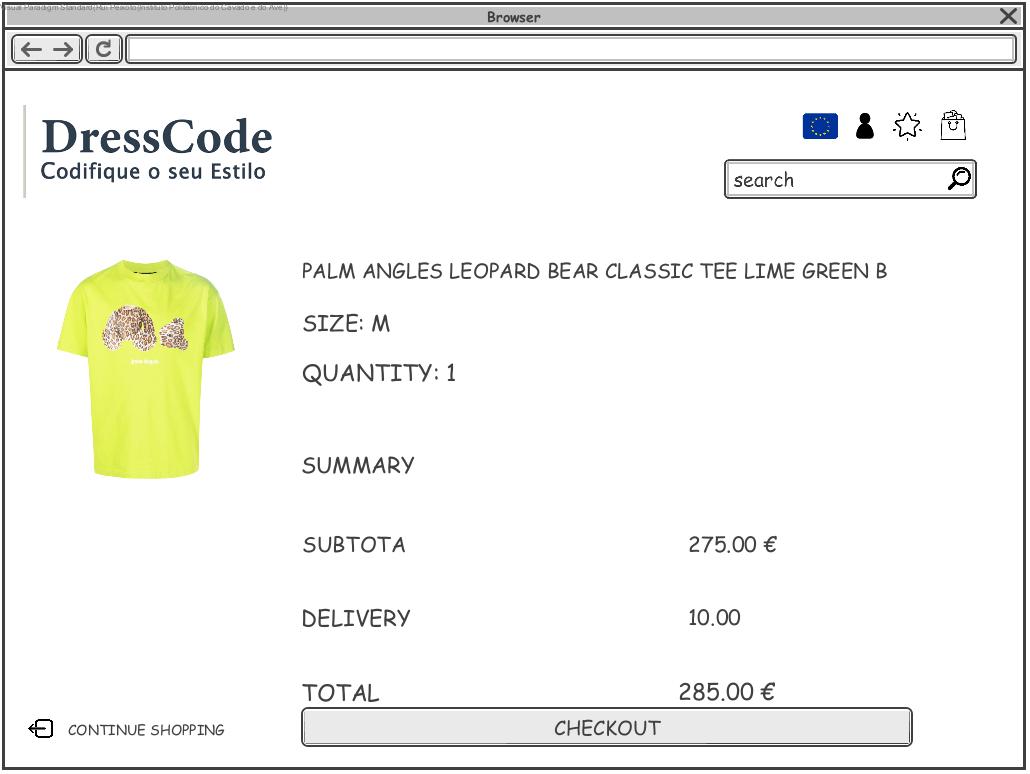 Visual Paradigm Standard(Rui Peixoto(Instituto Politécnico do Cávado e do Ave))
Browser
DressCode
Codifique o seu Estilo
search
PALM ANGLES LEOPARD BEAR CLASSIC TEE LIME GREEN B
SIZE: M
QUANTITY: 1
SUMMARY
SUBTOTA 275.00 €
DELIVERY 10.00
TOTAL 285.00 €
CONTINUE SHOPPING
CHECKOUT